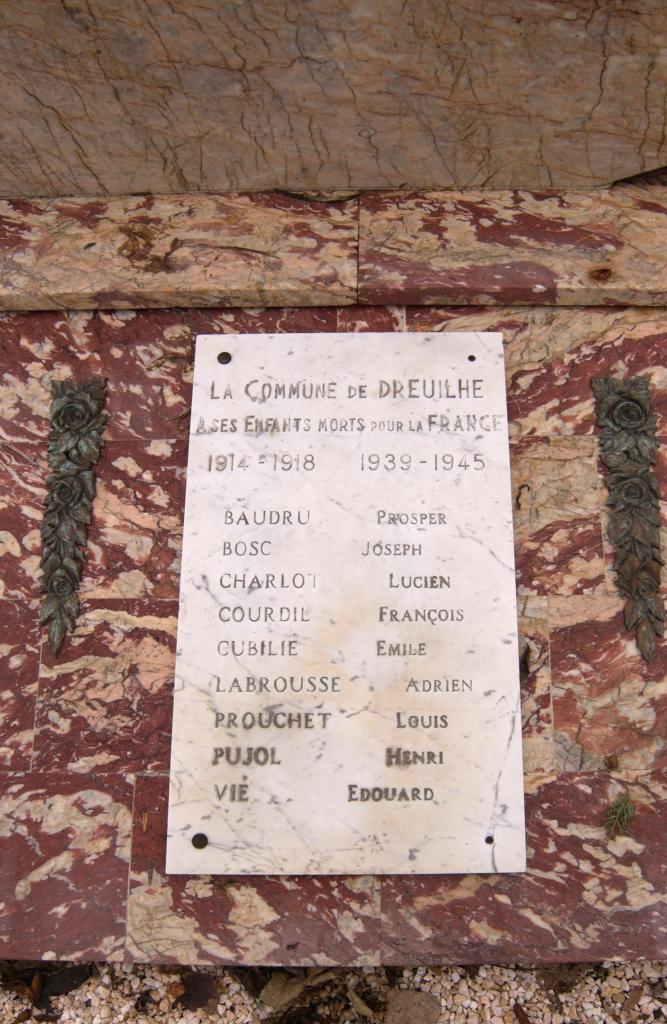 LA COMMUNE DE DREUILHE
A SES ENFANTS MORTS POUR LA FRANCE
1914-1918 1939-1945
BAUDRU PROSPER
BOSC JOSEPH
CHARLOT LUCIEN
COURDIL FRANÇOIS
CUBILIE EMILE
LABROUSSE ADRIEN
PROUCHET LOUIS
PUJOL HENRI
VIÉ EDOUARD